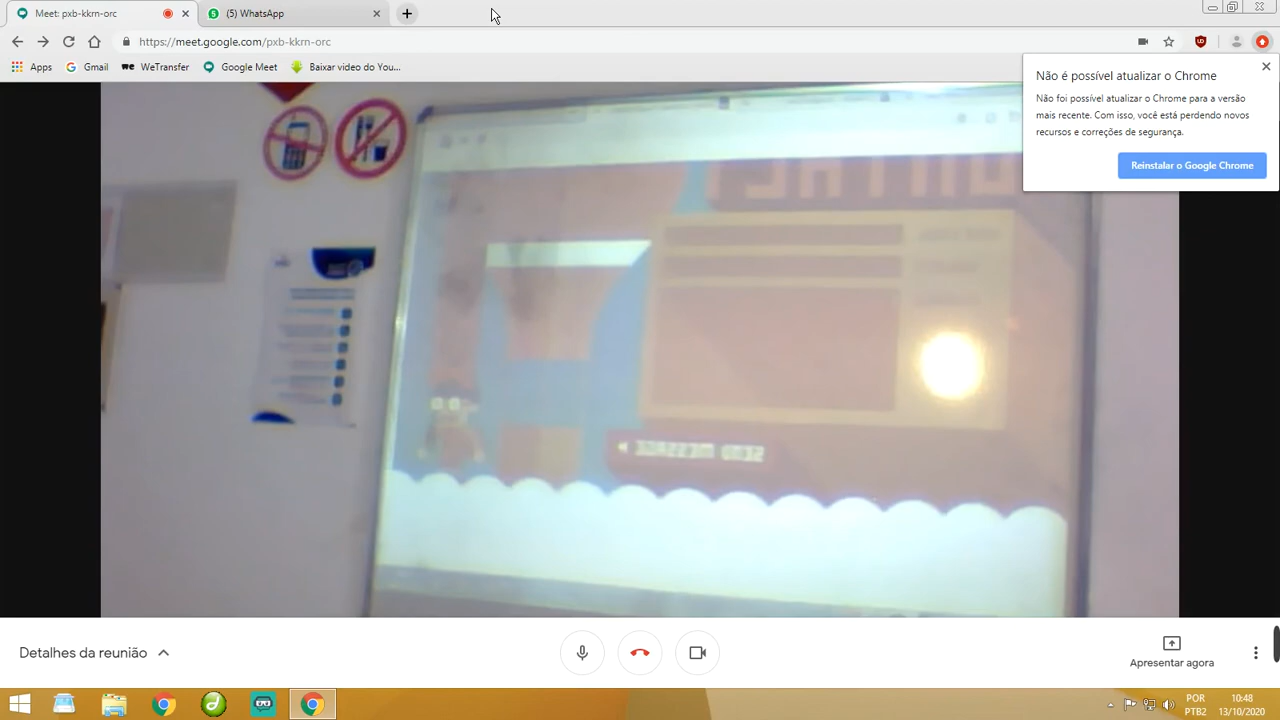 Meet: pxb-kkrn-orc
(5) WhatsApp
https://meet.google.com/pxb-kkrn-orc
Apps
Gmail
WeTransfer
Google Meet
Baixar video do You...
Não é possível atualizar o Chrome
Não foi possível atualizar o Chrome para a versão
mais recente. Com isso, você está perdendo novos
recursos e correções de segurança.
Reinstalar o Google Chrome
Detalhes da reunião
Apresentar agora
POR
PTB2
10:48
13/10/2020